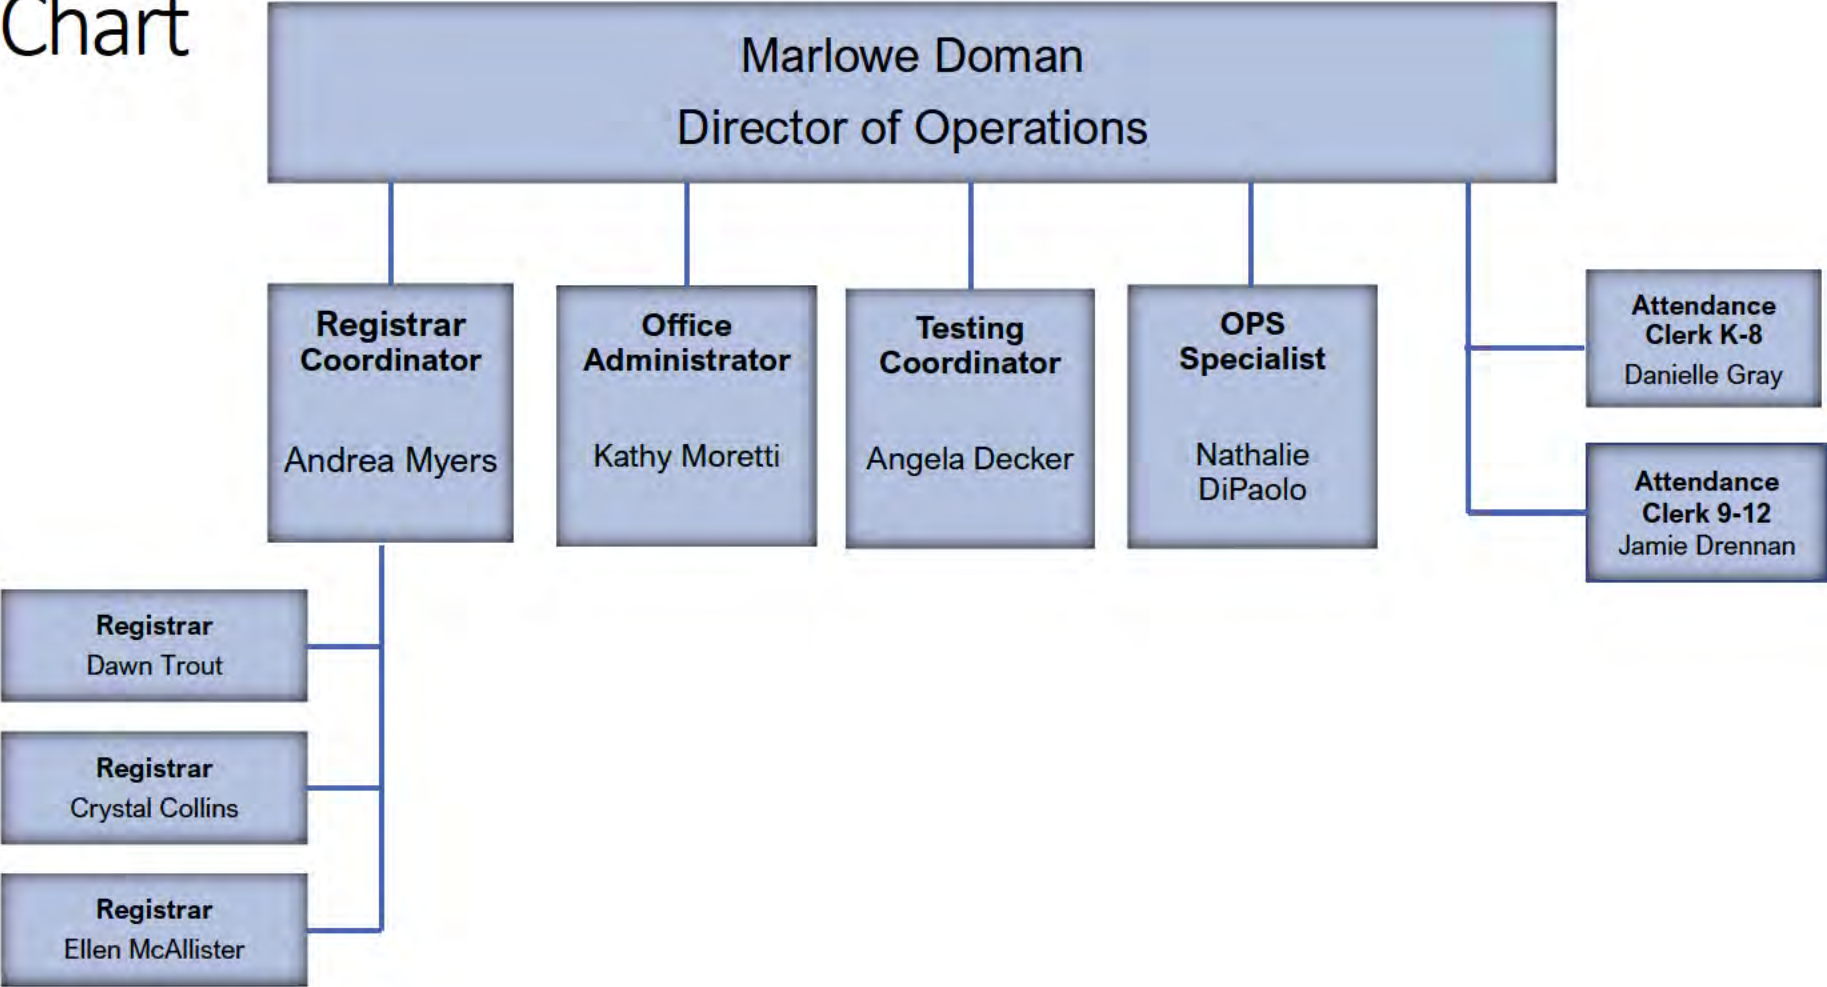 Chart
Marlowe Doman
Director of Operations
Registrar
Coordinator
Andrea Myers
Office
Administrator
Kathy Moretti
Testing
Coordinator
Angela Decker
OPS
Specialist
Nathalie
DiPaolo
Attendance
Clerk K-8
Danielle Gray
Attendance
Clerk 9-12
Jamie Drennan
Registrar
Dawn Trout
Registrar
Crystal Collins
Registrar
Ellen McAllister